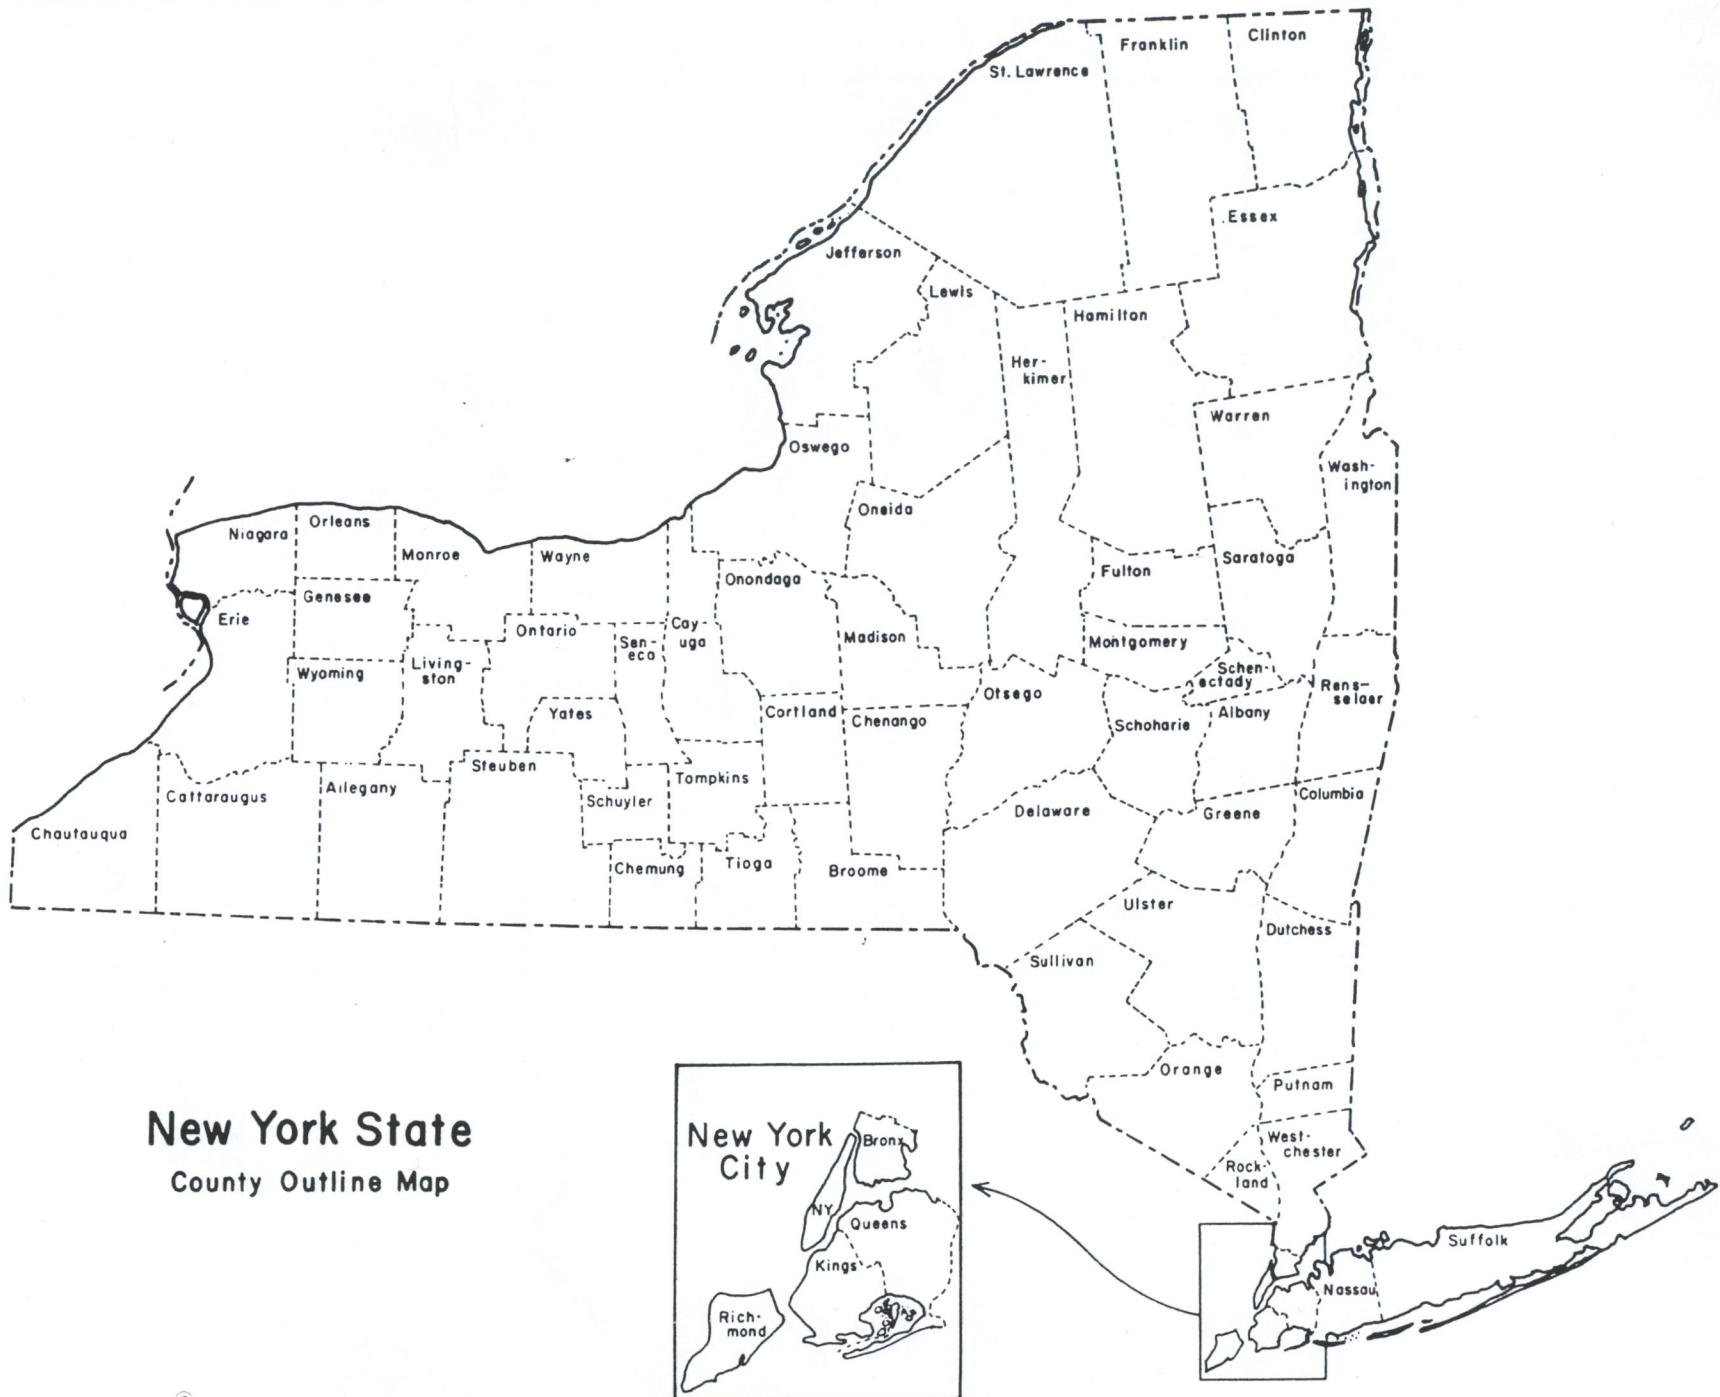 Franklin
Clinton
St. Lawrence
Essex
Jefferson
Lewis
Hamilton
Her-
kimer
Warren
Oswego
Wash-
ington
Oneida
Niagara
Orleans
Monroe
Wayne
Onondaga
Fulton
Saratoga
Genesee
Erie
Ontario
Cay-
uga
Sen-
eca
Madison
Montgomery
Wyoming
Living-
ston
Schen-
ectady
Otsego
Rens-
selaer
Yates
Cortland
Chenango
Schoharie
Albany
Steuben
Tompkins
Cattaraugus
Allegany
Schuyler
Delaware
Greene
Columbia
Chautauqua
Chemung
Tioga
Broome
Ulster
Dutchess
Sullivan
Orange
Putnam
New York State
County Outline Map
New York
City
Bronx
NY
Queens
Kings
Rich-
mond
West-
chester
Rock-
land
Suffolk
Nassau